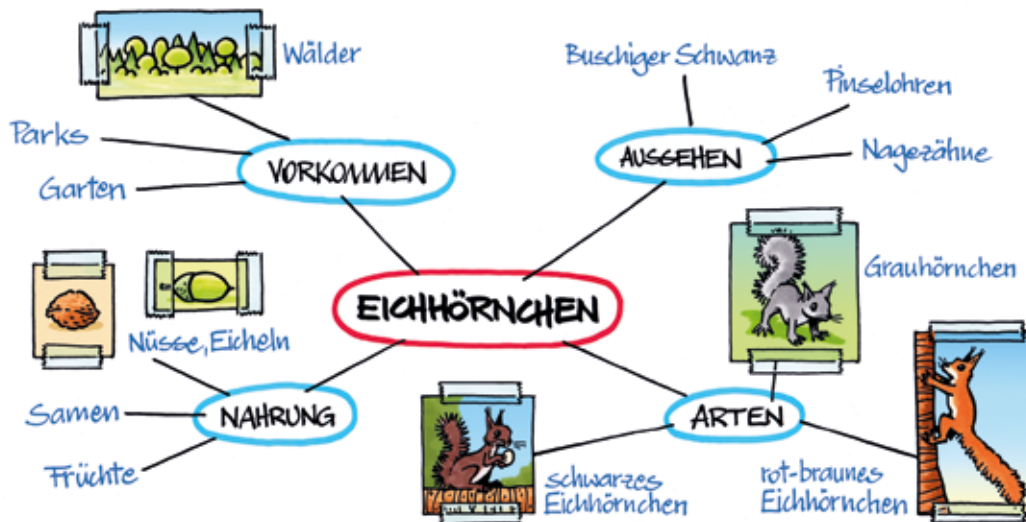 Wälder
Parks
Garten
VORKOMMEN
Buschiger Schwanz
Pinselohren
Nagezähne
AUSSEHEN
EICHHÖRNCHEN
Nüsse, Eicheln
Samen
Früchte
NAHRUNG
Grauhörnchen
ARTEN
schwarzes
Eichhörnchen
rot-braunes
Eichhörnchen